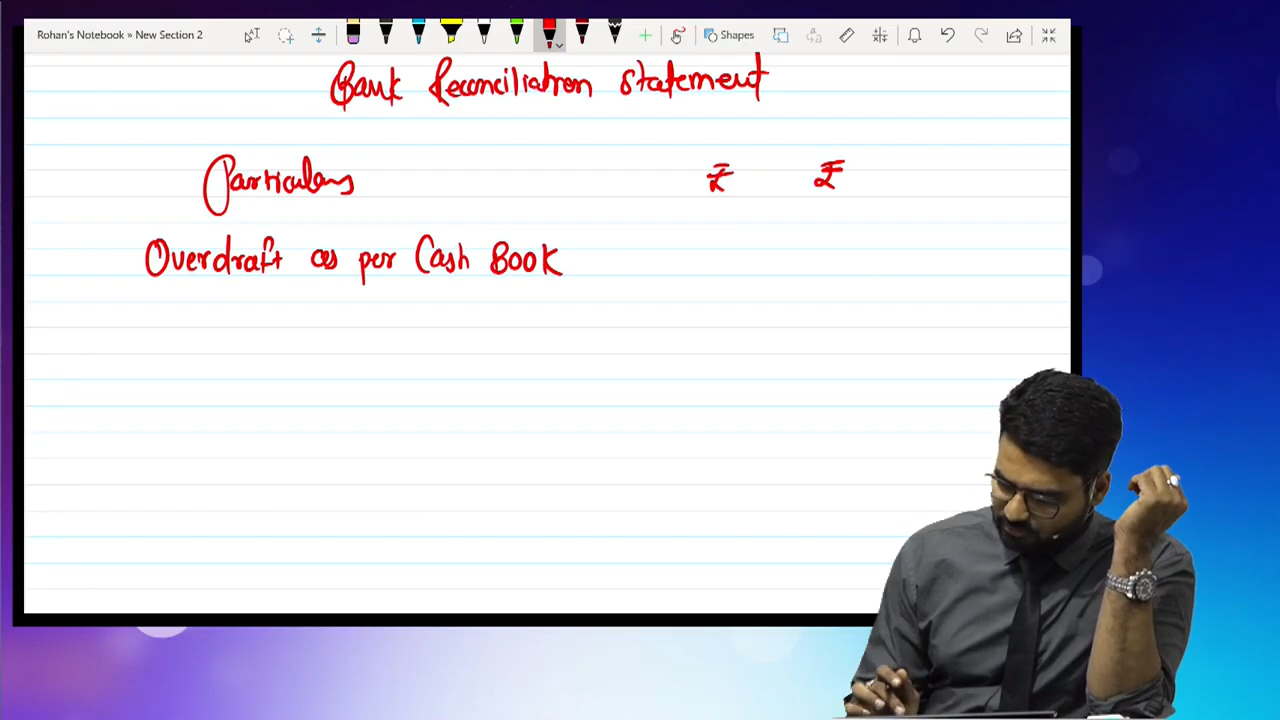 Rohan's Notebook » New Section 2
Shapes
Bank Reconciliation Statement
Particulars ₹ ₹
Overdraft as per Cash Book